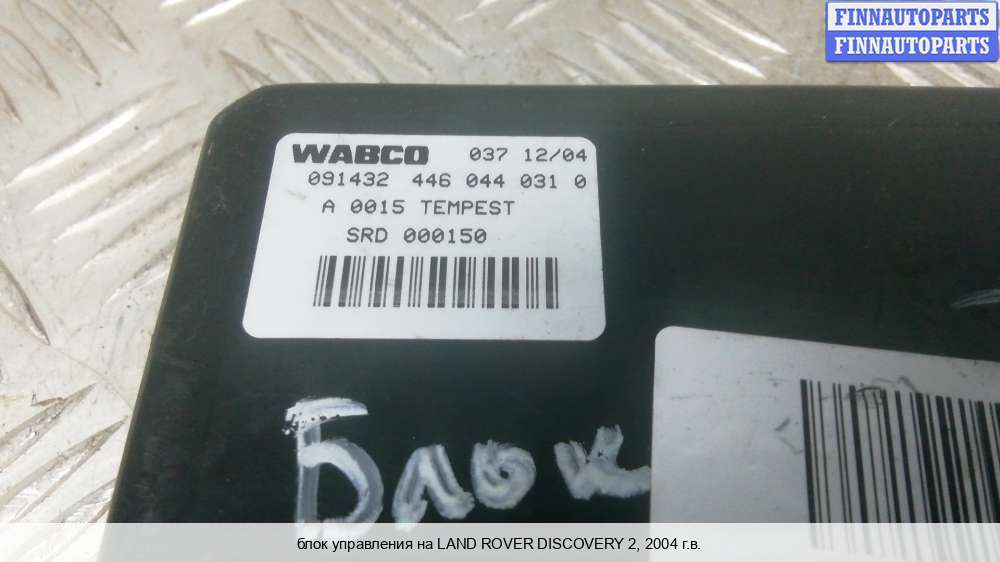 FINNAUTOPARTS
FINNAUTOPARTS
WABCO 037 12/04
091432 446 044 031 0
A 0015 TEMPEST
SRD 000150
Блок
блок управления на LAND ROVER DISCOVERY 2, 2004 г.в.